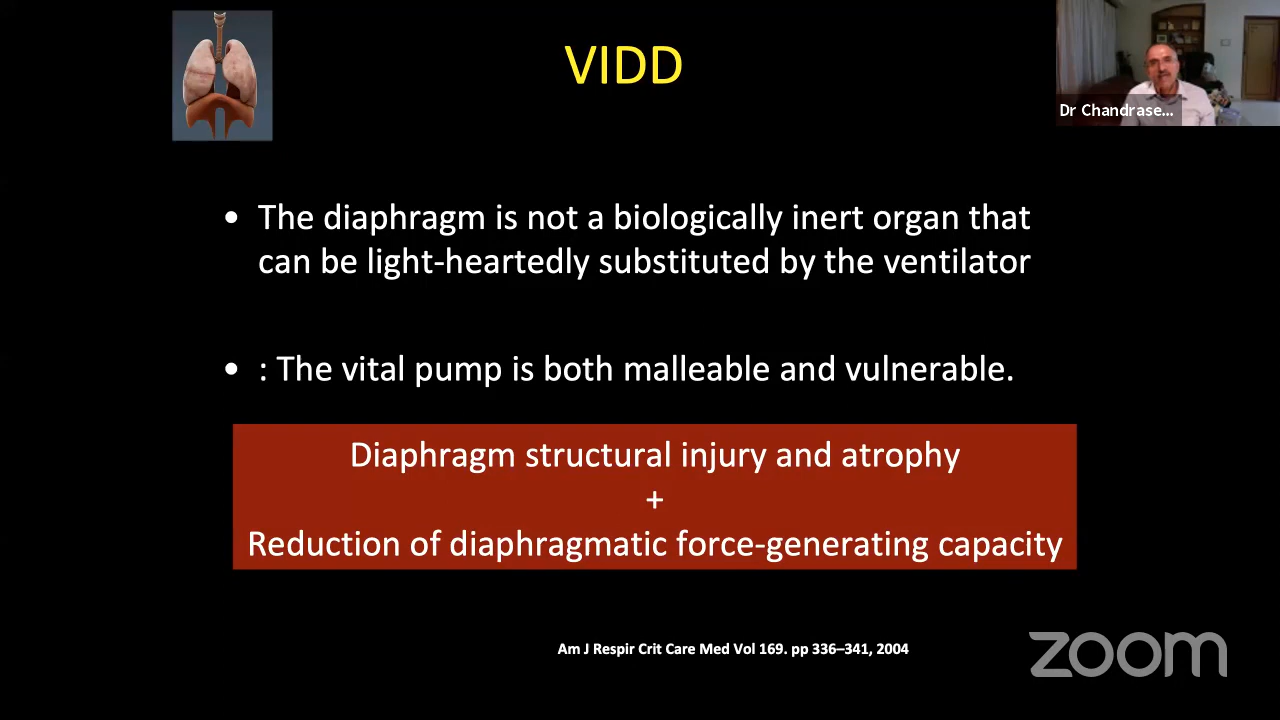 VIDD
Dr Chandrase...
• The diaphragm is not a biologically inert organ that
can be light-heartedly substituted by the ventilator
• : The vital pump is both malleable and vulnerable.
Diaphragm structural injury and atrophy
+
Reduction of diaphragmatic force-generating capacity
Am J Respir Crit Care Med Vol 169. pp 336–341, 2004
zoom